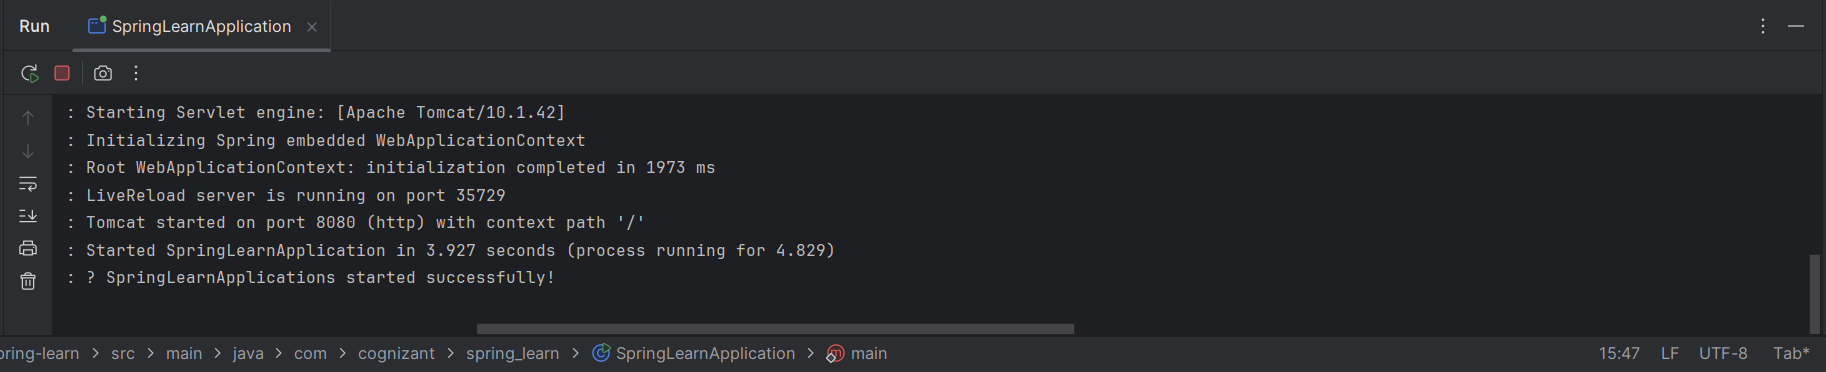 Run SpringLearnApplication
: Starting Servlet engine: [Apache Tomcat/10.1.42]
: Initializing Spring embedded WebApplicationContext
: Root WebApplicationContext: initialization completed in 1973 ms
: LiveReload server is running on port 35729
: Tomcat started on port 8080 (http) with context path '/'
: Started SpringLearnApplication in 3.927 seconds (process running for 4.829)
: ? SpringLearnApplications started successfully!
pring-learn > src > main > java > com > cognizant > spring_learn > SpringLearnApplication > main 15:47 LF UTF-8 Tab*